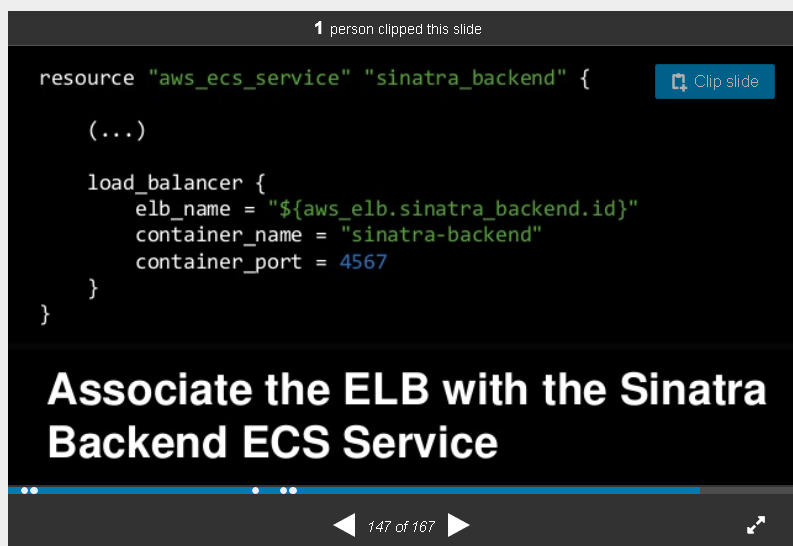 1 person clipped this slide
resource "aws_ecs_service" "sinatra_backend" {
Clip slide
(...)
load_balancer {
elb_name = "${aws_elb.sinatra_backend.id}"
container_name = "sinatra-backend"
container_port = 4567
}
}
Associate the ELB with the Sinatra
Backend ECS Service
147 of 167